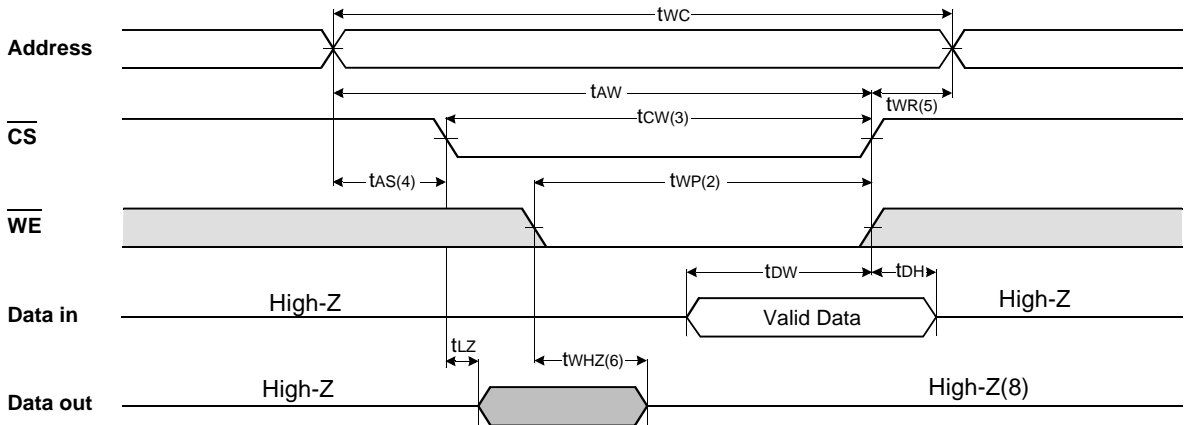 tWC
Address
tAW
tWR(5)
tCW(3)
CS
tAS(4)
tWP(2)
WE
tDW
tDH
High-Z
High-Z
Data in
Valid Data
tLZ
tWHZ(6)
High-Z
High-Z(8)
Data out